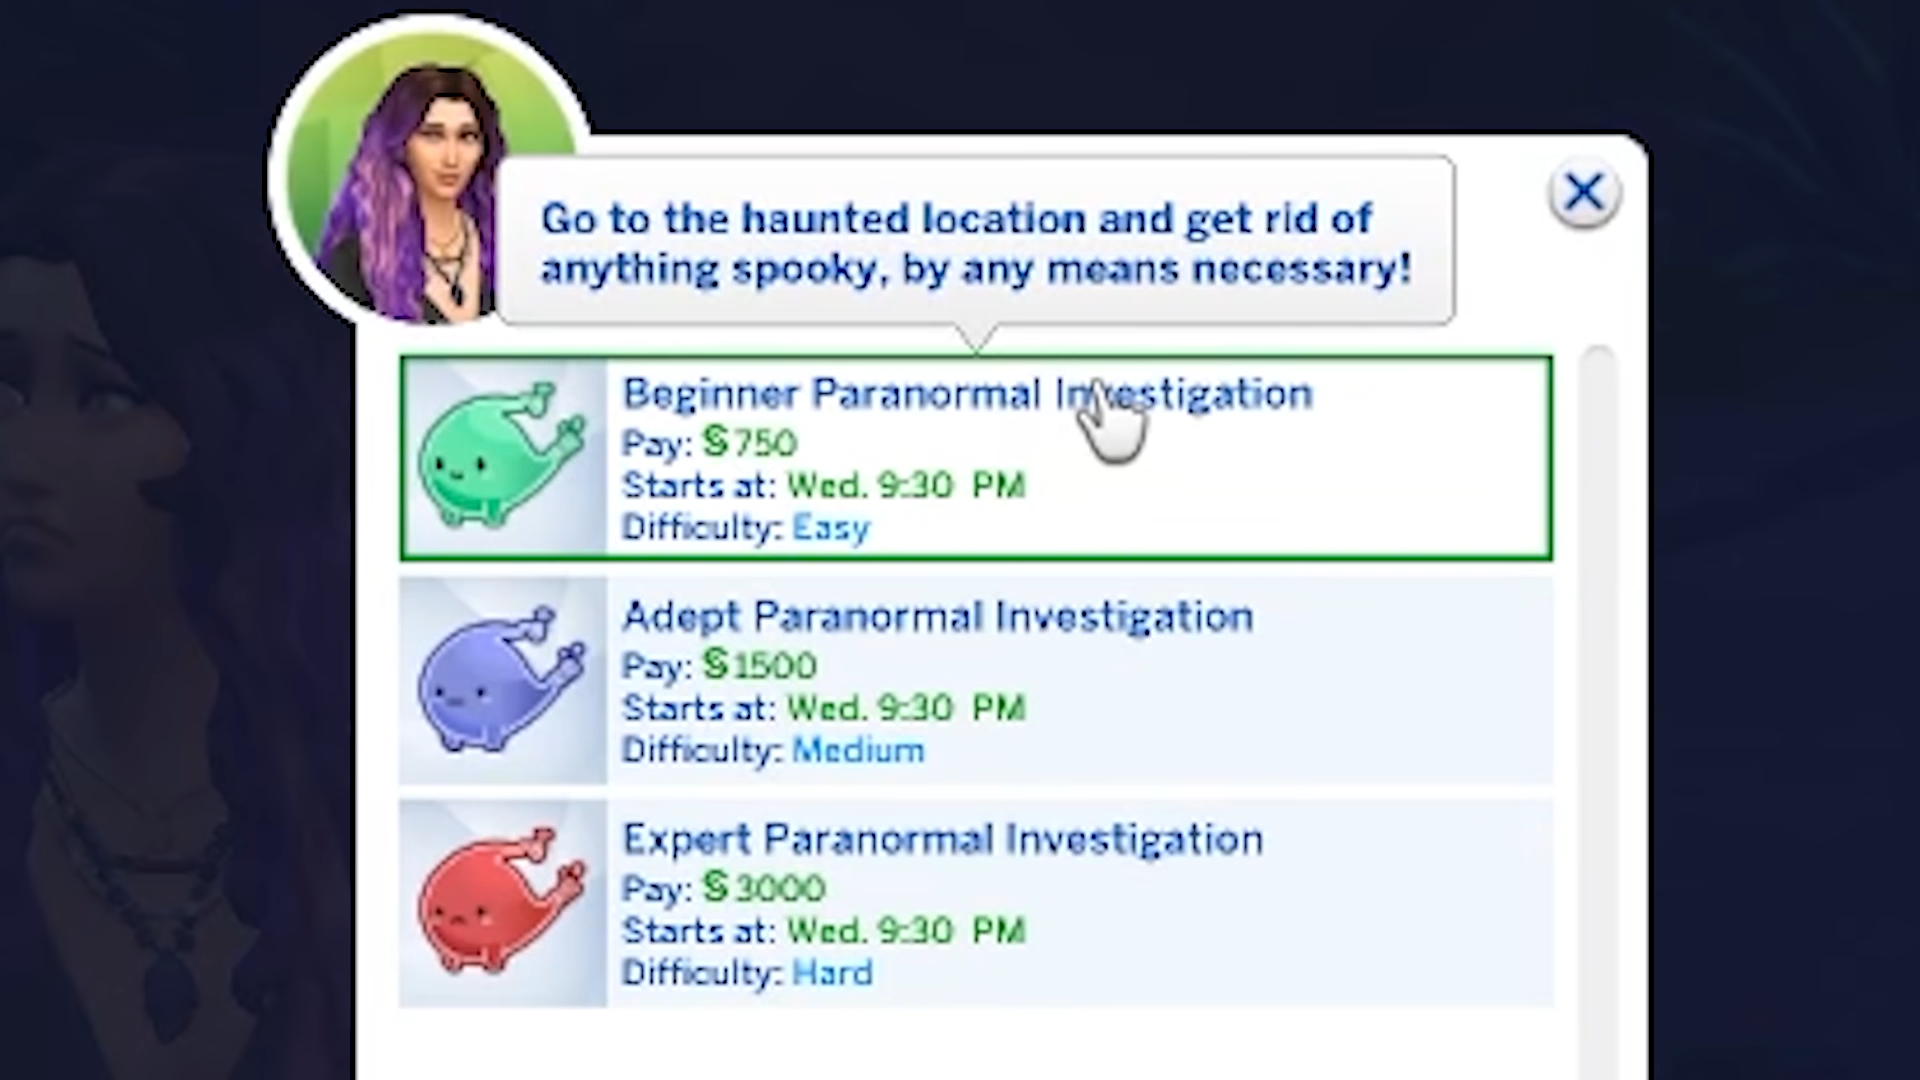 Go to the haunted location and get rid of
anything spooky, by any means necessary!
Beginner Paranormal Investigation
Pay: §750
Starts at: Wed. 9:30 PM
Difficulty: Easy
Adept Paranormal Investigation
Pay: §1500
Starts at: Wed. 9:30 PM
Difficulty: Medium
Expert Paranormal Investigation
Pay: §3000
Starts at: Wed. 9:30 PM
Difficulty: Hard